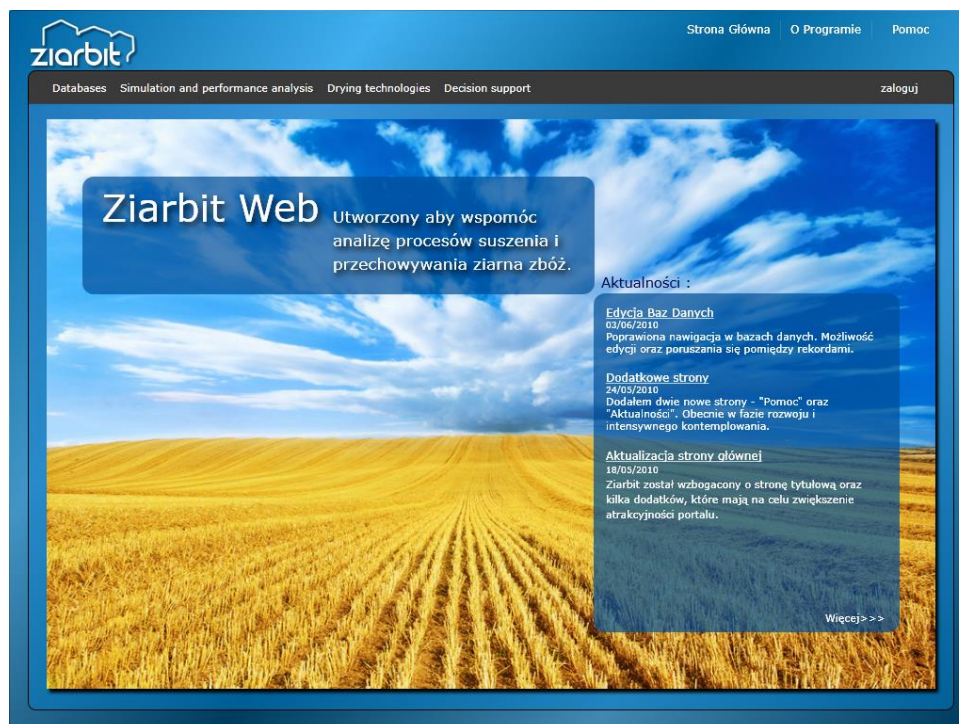 ziarbit
Strona Główna
O Programie
Pomoc
Databases
Simulation and performance analysis
Drying technologies
Decision support
zaloguj
Ziarbit Web
Utworzony aby wspomóc
analizę procesów suszenia i
przechowywania ziarna zbóż.
Aktualności :
Edycja Baz Danych
03/06/2010
Poprawiona nawigacja w bazach danych. Możliwość
edycji oraz poruszania się pomiędzy rekordami.
Dodatkowe strony
24/05/2010
Dodałem dwie nowe strony - "Pomoc" oraz
"Aktualności". Obecnie w fazie rozwoju i
intensywnego kontemplowania.
Aktualizacja strony głównej
18/05/2010
Ziarbit został wzbogacony o stronę tytułową oraz
kilka dodatków, które mają na celu zwiększenie
atrakcyjności portalu.
Więcej>>>